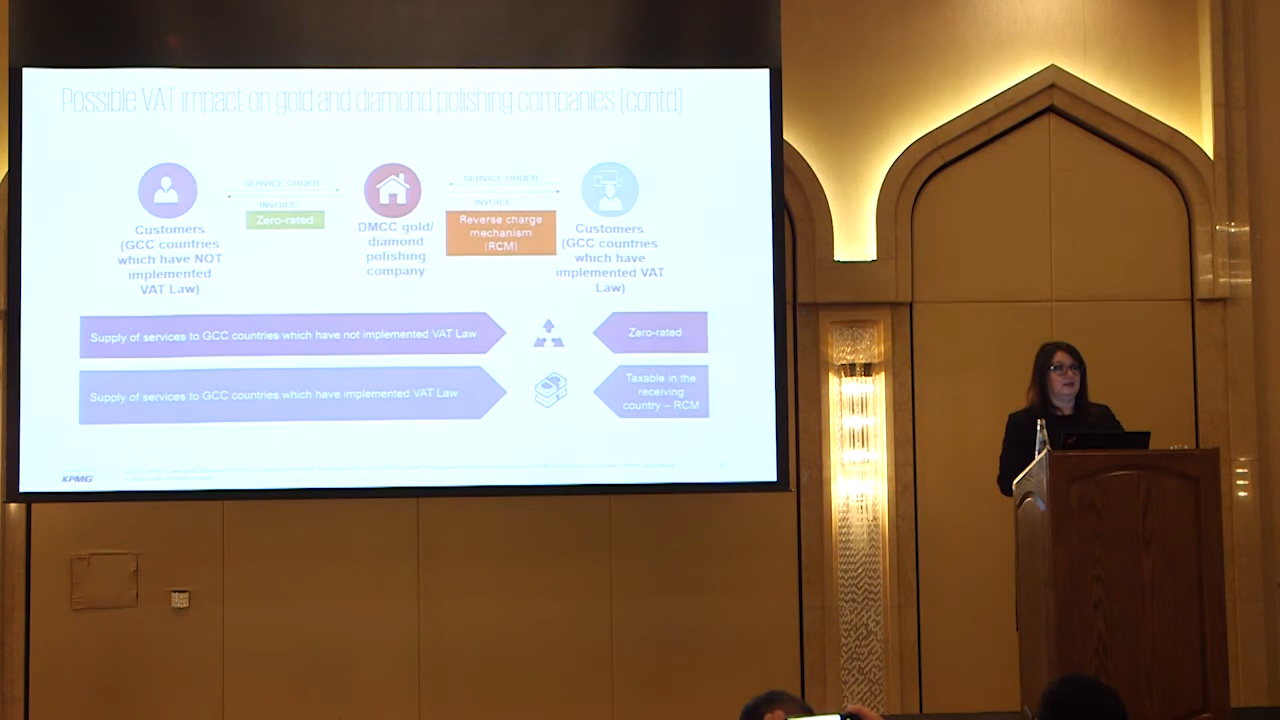 Possible VAT impact on gold and diamond polishing companies (contd)
SERVICE ORDER
INVOICE:
Zero-rated
SERVICE ORDER
INVOICE:
Reverse charge
mechanism
(RCM)
Customers
(GCC countries
which have NOT
implemented
VAT Law)
DMCC gold/
diamond
polishing
company
Customers
(GCC countries
which have
implemented VAT
Law)
Supply of services to GCC countries which have not implemented VAT Law
Zero-rated
Supply of services to GCC countries which have implemented VAT Law
Taxable in the
receiving
country – RCM
KPMG